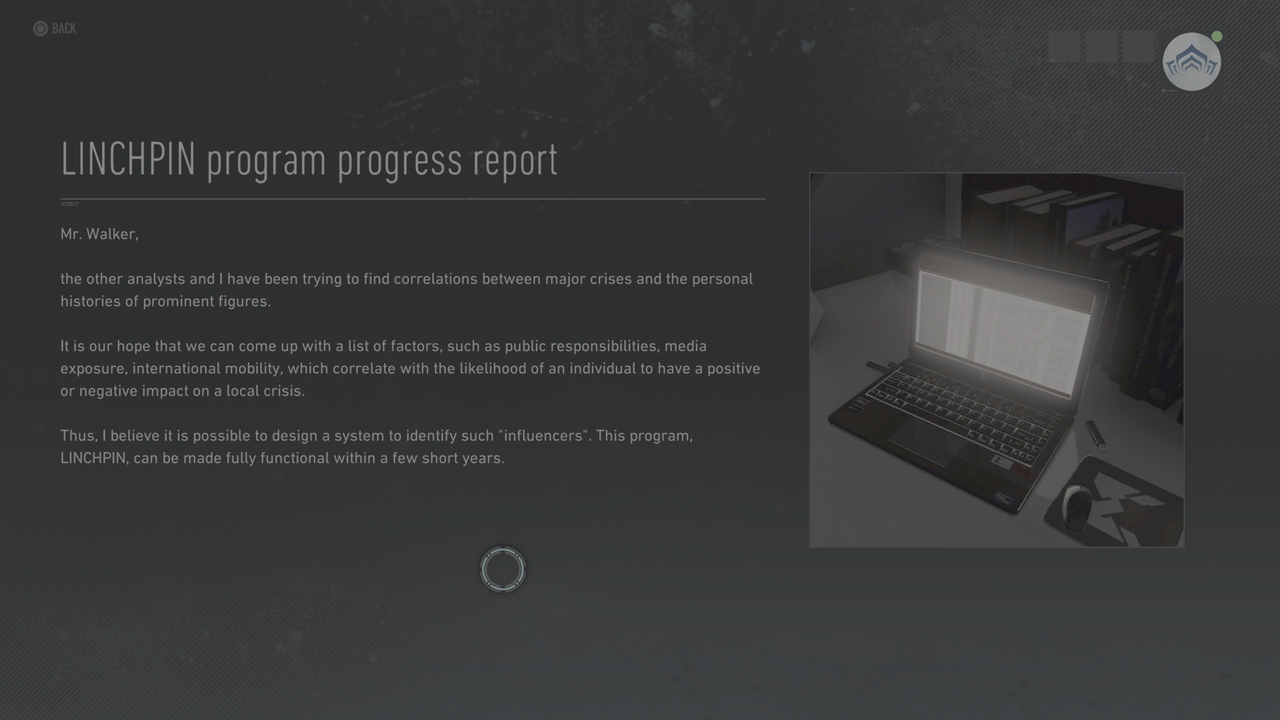 BACK
LINCHPIN program progress report
Mr. Walker,
the other analysts and I have been trying to find correlations between major crises and the personal
histories of prominent figures.
It is our hope that we can come up with a list of factors, such as public responsibilities, media
exposure, international mobility, which correlate with the likelihood of an individual to have a positive
or negative impact on a local crisis.
Thus, I believe it is possible to design a system to identify such "influencers". This program,
LINCHPIN, can be made fully functional within a few short years.